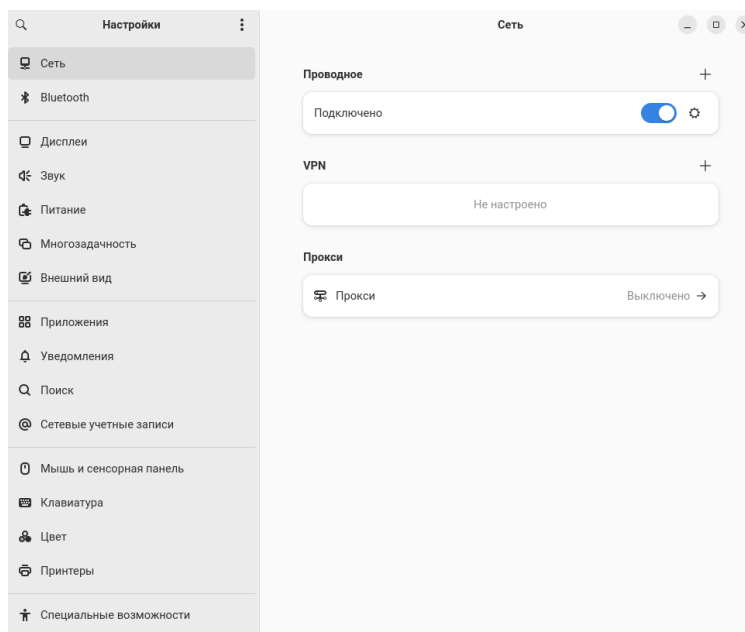 Настройки
Сеть
Сеть
Bluetooth
Дисплеи
Звук
Питание
Многозадачность
Внешний вид
Приложения
Уведомления
Поиск
Сетевые учетные записи
Мышь и сенсорная панель
Клавиатура
Цвет
Принтеры
Специальные возможности
Проводное
Подключено
VPN
Не настроено
Прокси
Прокси
Выключено